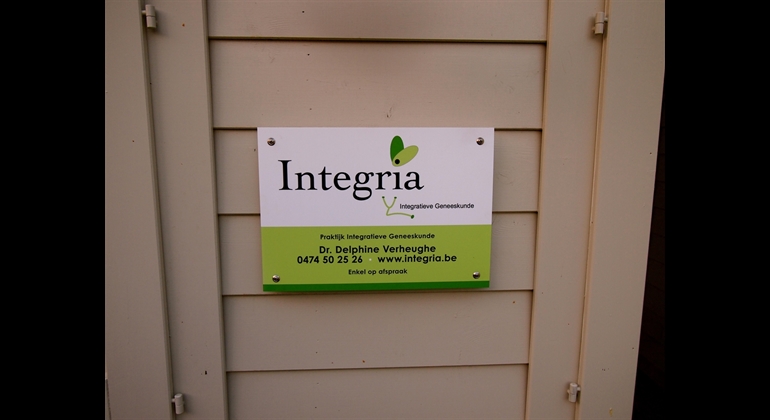 Integria
Integratieve Geneeskunde
Praktijk Integratieve Geneeskunde
Dr. Delphine Verheughe
0474 50 25 26 · www.integria.be
Enkel op afspraak